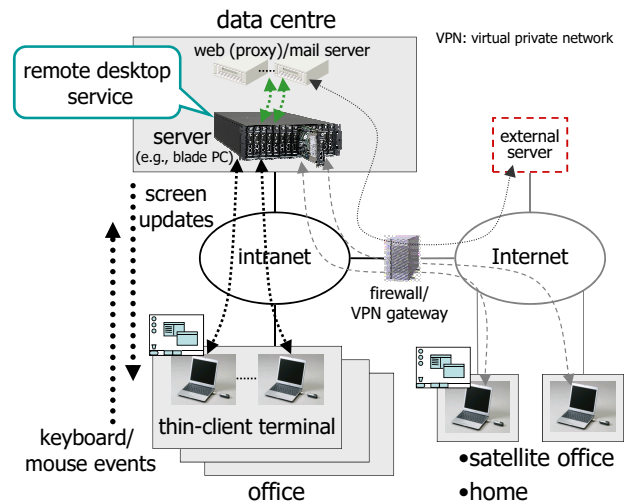 data centre
web (proxy)/mail server
VPN: virtual private network
remote desktop
service
server
(e.g., blade PC)
external
server
screen
updates
intranet
Internet
firewall/
VPN gateway
thin-client terminal
keyboard/
mouse events
office
•satellite office
•home